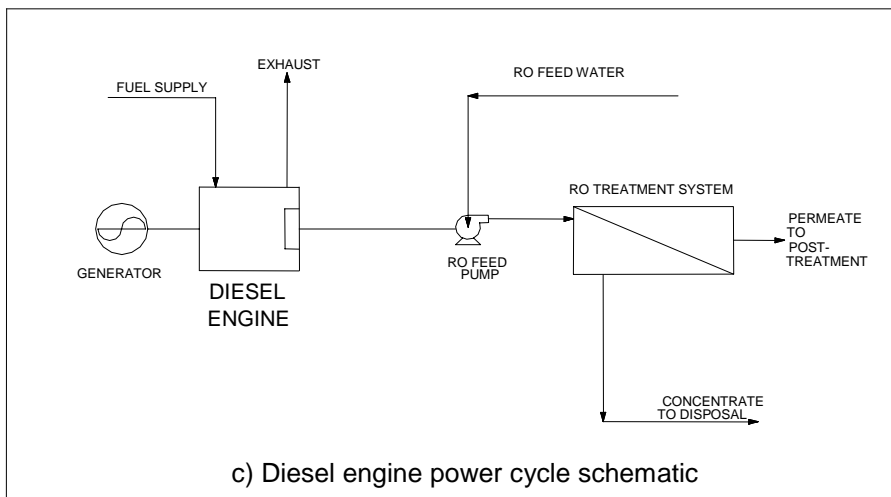 EXHAUST
FUEL SUPPLY
RO FEED WATER
RO TREATMENT SYSTEM
GENERATOR
DIESEL
ENGINE
RO FEED
PUMP
PERMEATE
TO
POST-
TREATMENT
CONCENTRATE
TO DISPOSAL
c) Diesel engine power cycle schematic